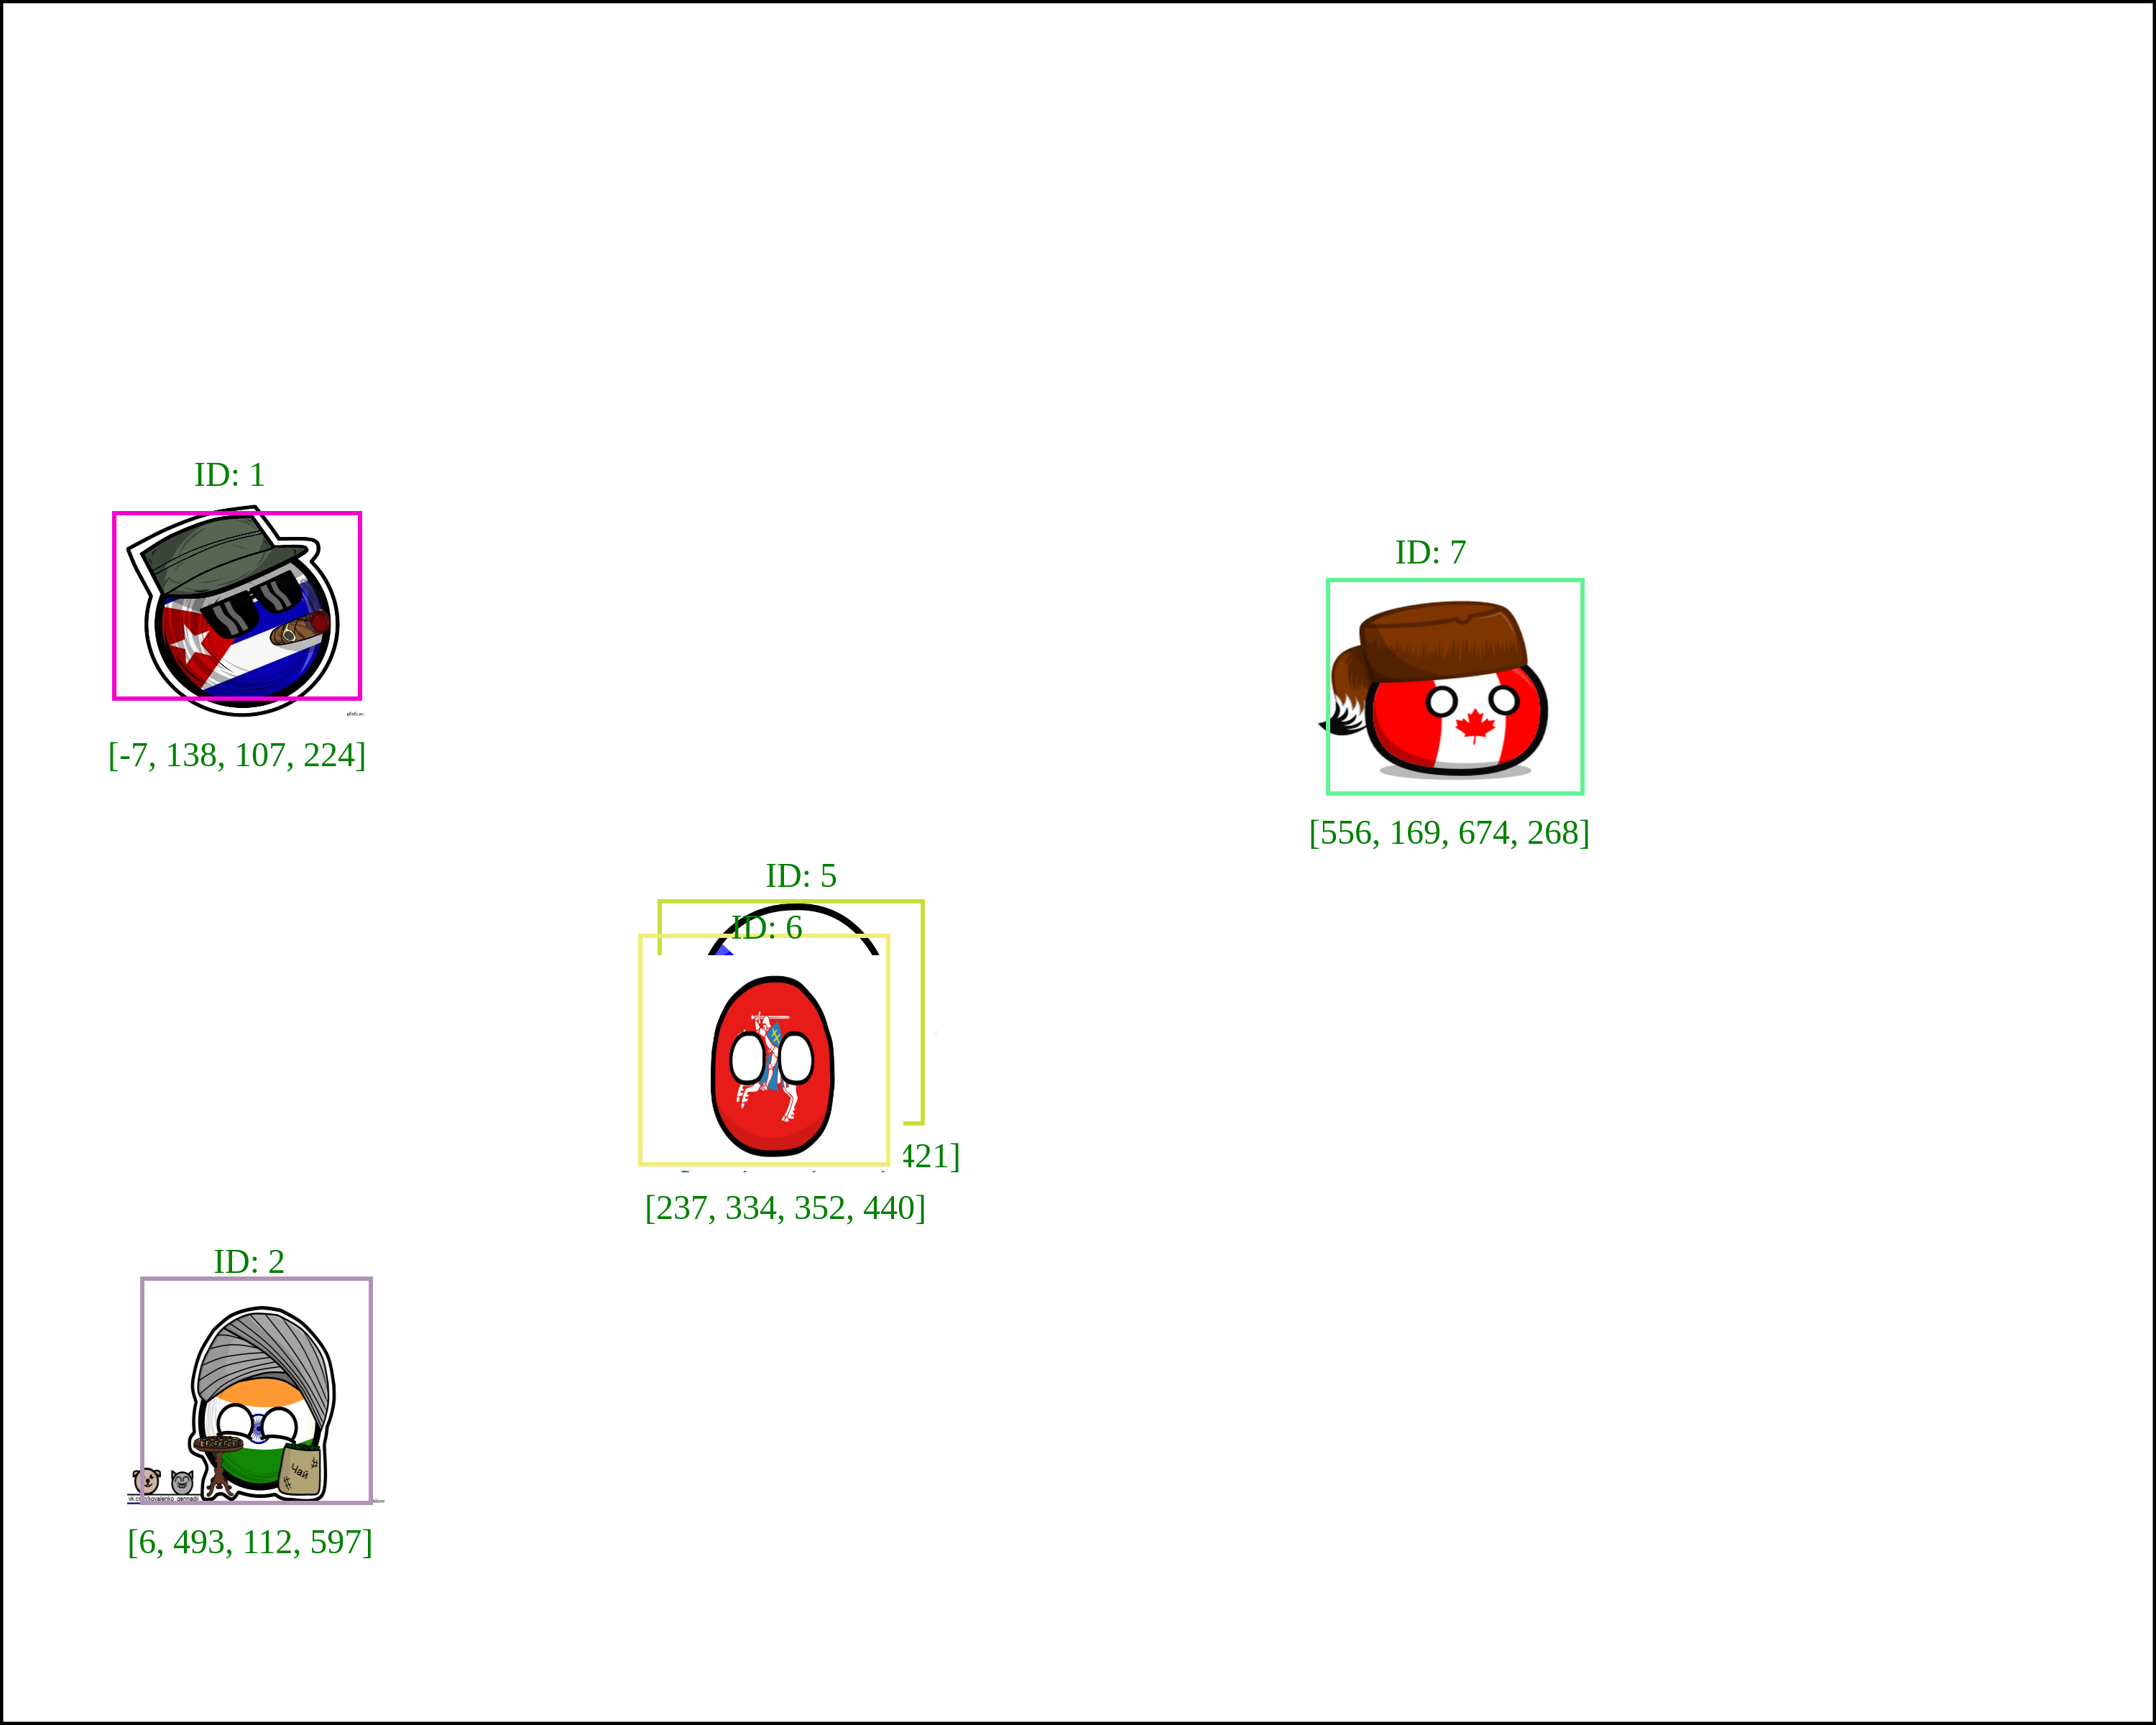 ID: 1
[-7, 138, 107, 224]
ID: 7
[556, 169, 674, 268]
ID: 5
ID: 6
421]
[237, 334, 352, 440]
ID: 2
Чай
[6, 493, 112, 597]